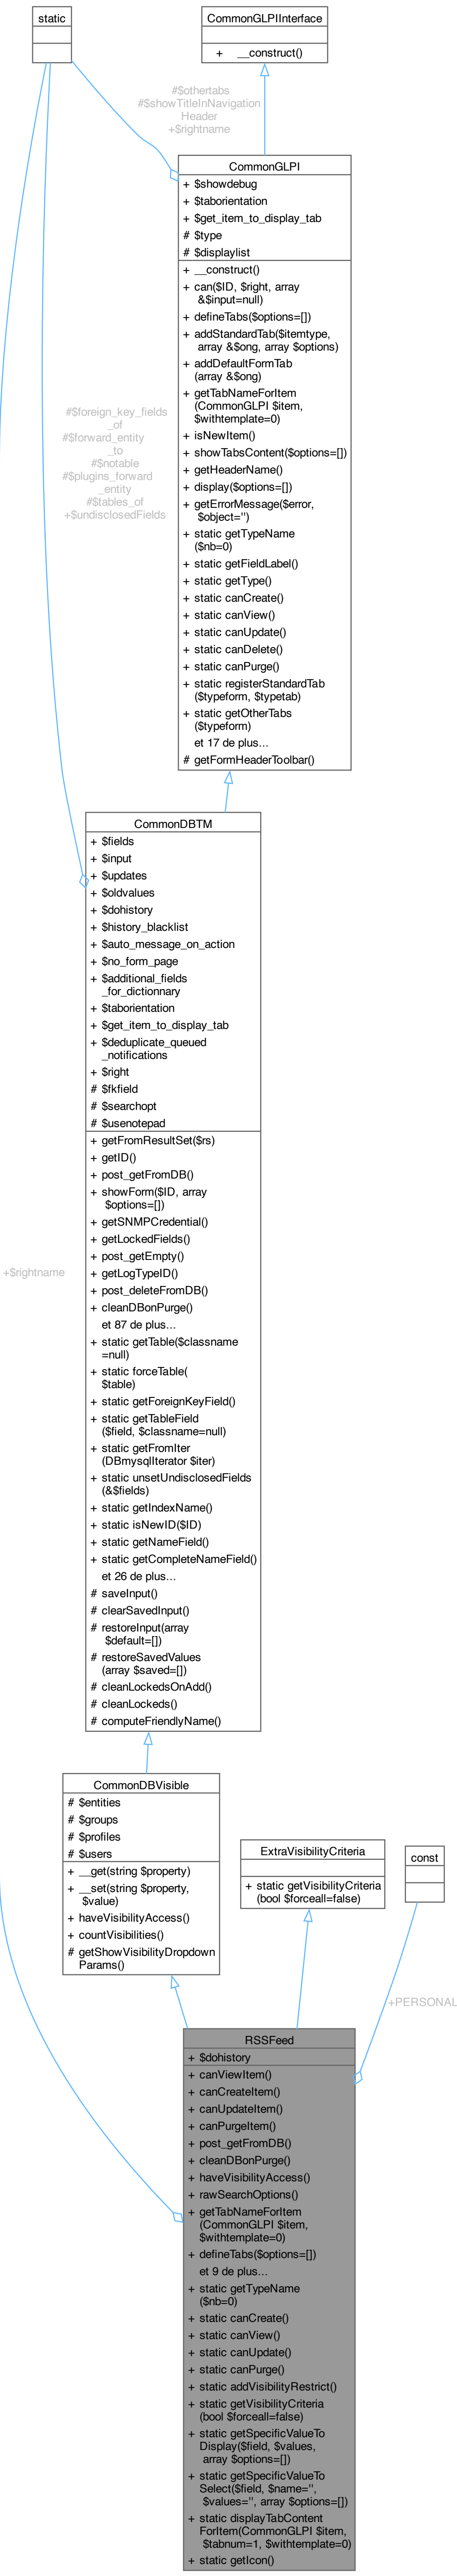 static
CommonGLPIInterface
+ __construct()
#$othertabs
#$showTitleInNavigation
Header
+$rightname
CommonGLPI
+ $showdebug
+ $taborientation
+ $get_item_to_display_tab
# $type
# $displaylist
+ __construct()
+ can($ID, $right, array
&$input=null)
+ defineTabs($options=[])
+ addStandardTab($itemtype,
array &$ong, array $options)
+ addDefaultFormTab
(array &$ong)
+ getTabNameForItem
(CommonGLPI $item,
$withtemplate=0)
+ isNewItem()
+ showTabsContent($options=[])
+ getHeaderName()
+ display($options=[])
+ getErrorMessage($error,
$object='')
+ static getTypeName
($nb=0)
+ static getFieldLabel()
+ static getType()
+ static canCreate()
+ static canView()
+ static canUpdate()
+ static canDelete()
+ static canPurge()
+ static registerStandardTab
($typeform, $typetab)
+ static getOtherTabs
($typeform)
et 17 de plus...
# getFormHeaderToolbar()
#$foreign_key_fields
_of
#$forward_entity
_to
#$notable
#$plugins_forward
_entity
#$tables_of
+$undisclosedFields
CommonDBTM
+ $fields
+ $input
+ $updates
+ $oldvalues
+ $dohistory
+ $history_blacklist
+ $auto_message_on_action
+ $no_form_page
+ $additional_fields
_for_dictionnary
+ $taborientation
+ $get_item_to_display_tab
+ $deduplicate_queued
_notifications
+ $right
# $fkfield
# $searchopt
# $usenotepad
+ getFromResultSet($rs)
+ getID()
+ post_getFromDB()
+ showForm($ID, array
$options=[])
+ getSNMPCredential()
+ getLockedFields()
+ post_getEmpty()
+ getLogTypeID()
+ post_deleteFromDB()
+ cleanDBonPurge()
et 87 de plus...
+ static getTable($classname
=null)
+ static forceTable(
$table)
+ static getForeignKeyField()
+ static getTableField
($field, $classname=null)
+ static getFromIter
(DBmysqlIterator $iter)
+ static unsetUndisclosedFields
(&$fields)
+ static getIndexName()
+ static isNewID($ID)
+ static getNameField()
+ static getCompleteNameField()
et 26 de plus...
# saveInput()
# clearSavedInput()
# restoreInput(array
$default=[])
# restoreSavedValues
(array $saved=[])
# cleanLockedsOnAdd()
# cleanLockeds()
# computeFriendlyName()
+$rightname
CommonDBVisible
# $entities
# $groups
# $profiles
# $users
+ __get(string $property)
+ __set(string $property,
$value)
+ haveVisibilityAccess()
+ countVisibilities()
# getShowVisibilityDropdown
Params()
ExtraVisibilityCriteria
+ static getVisibilityCriteria
(bool $forceall=false)
const
+PERSONAL
RSSFeed
+ $dohistory
+ canViewItem()
+ canCreateItem()
+ canUpdateItem()
+ canPurgeItem()
+ post_getFromDB()
+ cleanDBonPurge()
+ haveVisibilityAccess()
+ rawSearchOptions()
+ getTabNameForItem
(CommonGLPI $item,
$withtemplate=0)
+ defineTabs($options=[])
et 9 de plus...
+ static getTypeName
($nb=0)
+ static canCreate()
+ static canView()
+ static canUpdate()
+ static canPurge()
+ static addVisibilityRestrict()
+ static getVisibilityCriteria
(bool $forceall=false)
+ static getSpecificValueTo
Display($field, $values,
array $options=[])
+ static getSpecificValueTo
Select($field, $name='',
$values='', array $options=[])
+ static displayTabContent
ForItem(CommonGLPI $item,
$tabnum=1, $withtemplate=0)
+ static getIcon()